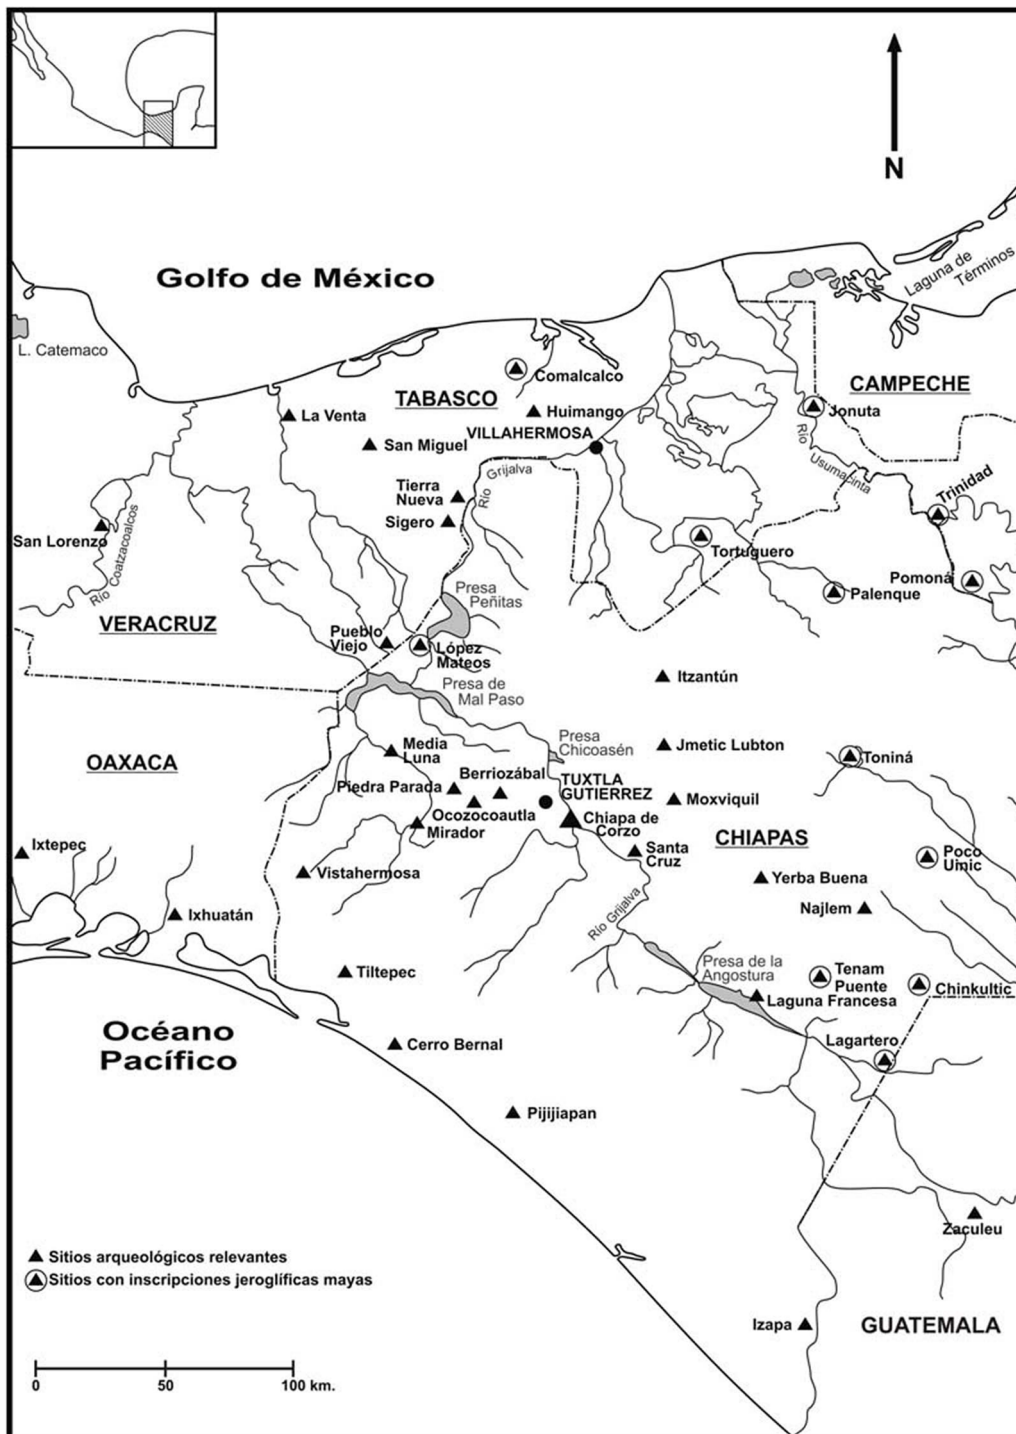 N
Golfo de México
Laguna de
Términos
L. Catemaco
CAMPECHE
Comalcalco
TABASCO
Jonuta
La Venta
Huimango
VILLAHERMOSA
San Miguel
Río
Usumacinta
Río
Grijalva
Tierra
Nueva
Trinidad
Sigero
San Lorenzo
Río Coatzacoalcos
Tortuguero
Pomoná
Palenque
Presa
Peñitas
VERACRUZ
Pueblo
Viejo
López
Mateos
Itzantún
Presa de
Mal Paso
Presa
Chicoasén
Jmetic Lubton
Media
Luna
Toniná
OAXACA
Berriozábal
TUXTLA
GUTIERREZ
Piedra Parada
Moxviquil
Ocozocoautla
Mirador
Chiapa de
Corzo
CHIAPAS
Ixtepec
Santa
Cruz
Poco
Uinic
Vistahermosa
Yerba Buena
Najlem
Ixhuatán
Río Grijalva
Tiltepec
Presa de la
Angostura
Tenam
Puente
Chinkultic
Laguna Francesa
Océano
Pacífico
Cerro Bernal
Lagartero
Pijijiapan
Zaculeu
Sitios arqueológicos relevantes
Sitios con inscripciones jeroglíficas mayas
Izapa
GUATEMALA
0 50 100 km.